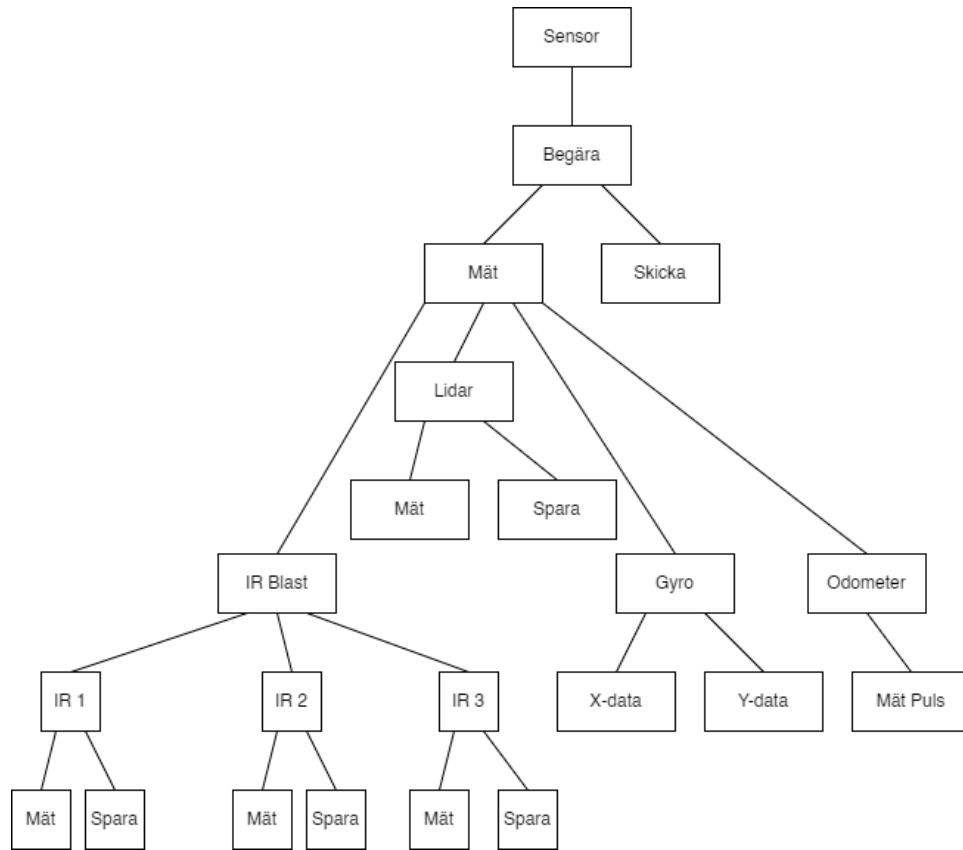 Sensor
Begära
Mät
Skicka
Lidar
Mät
Spara
IR Blast
Gyro
Odometer
IR 1
IR 2
IR 3
X-data
Y-data
Mät Puls
Mät
Spara
Mät
Spara
Mät
Spara